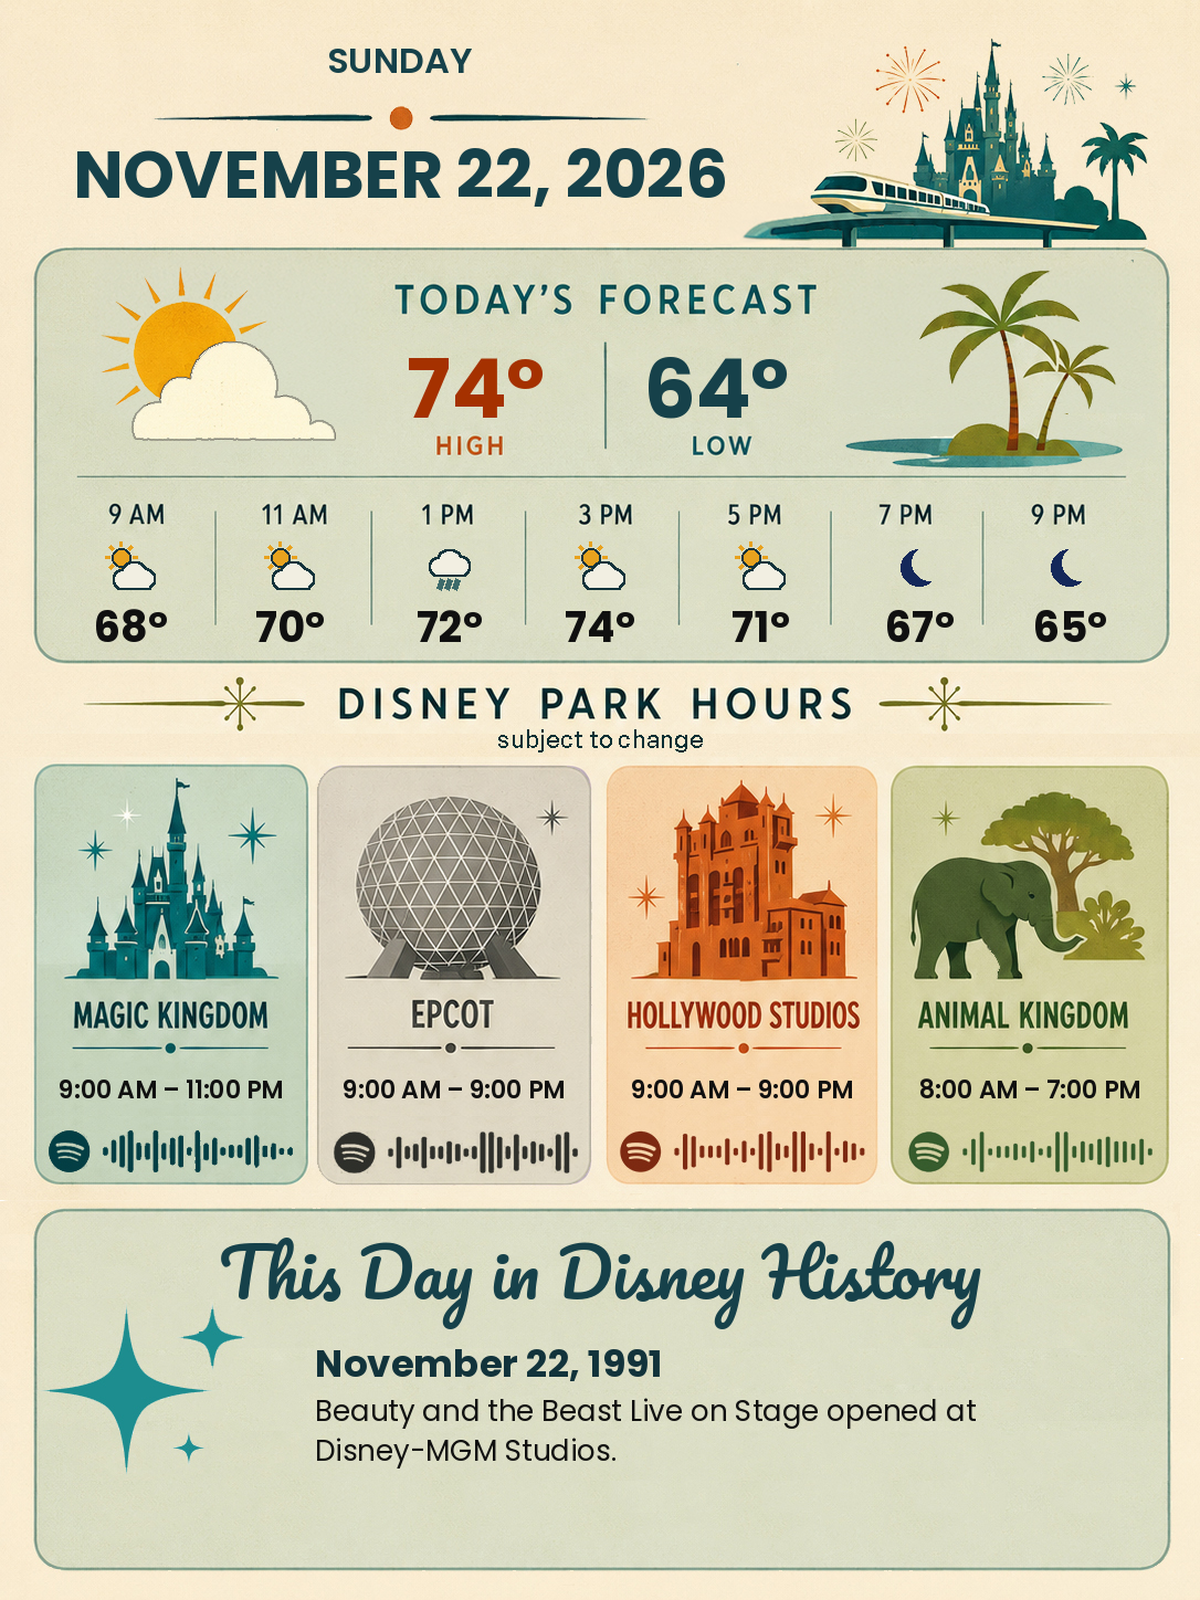 SUNDAY
NOVEMBER 22, 2026
TODAY'S FORECAST
74° 64°
HIGH LOW
9 AM 11 AM 1 PM 3 PM 5 PM 7 PM 9 PM
68° 70° 72° 74° 71° 67° 65°
DISNEY PARK HOURS
subject to change
MAGIC KINGDOM
9:00 AM – 11:00 PM
EPCOT
9:00 AM – 9:00 PM
HOLLYWOOD STUDIOS
9:00 AM – 9:00 PM
ANIMAL KINGDOM
8:00 AM – 7:00 PM
This Day in Disney History
November 22, 1991
Beauty and the Beast Live on Stage opened at
Disney-MGM Studios.